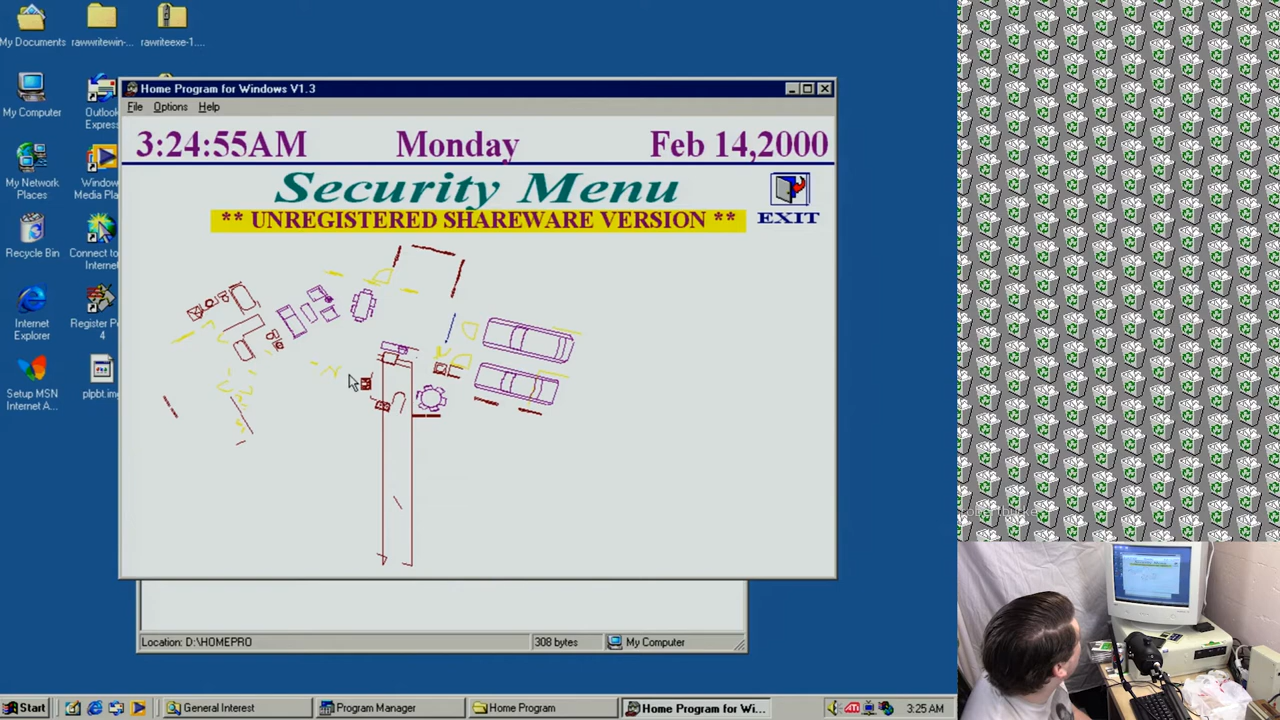 My Documents
rawwritewin-...
rawriteexe-1....
Home Program for Windows V1.3
My Computer
Outlook
Express
File Options Help
3:24:55AM Monday Feb 14,2000
Security Menu
** UNREGISTERED SHAREWARE VERSION **
EXIT
My Network
Places
Window
Media Pla
Recycle Bin
Connect to
Internet
Internet
Explorer
Register Pe
4
Setup MSN
Internet A...
plpbt.img
Location: D:\HOMEPRO
308 bytes
My Computer
Start
General Interest
Program Manager
Home Program
Home Program for Wi...
3:25 AM